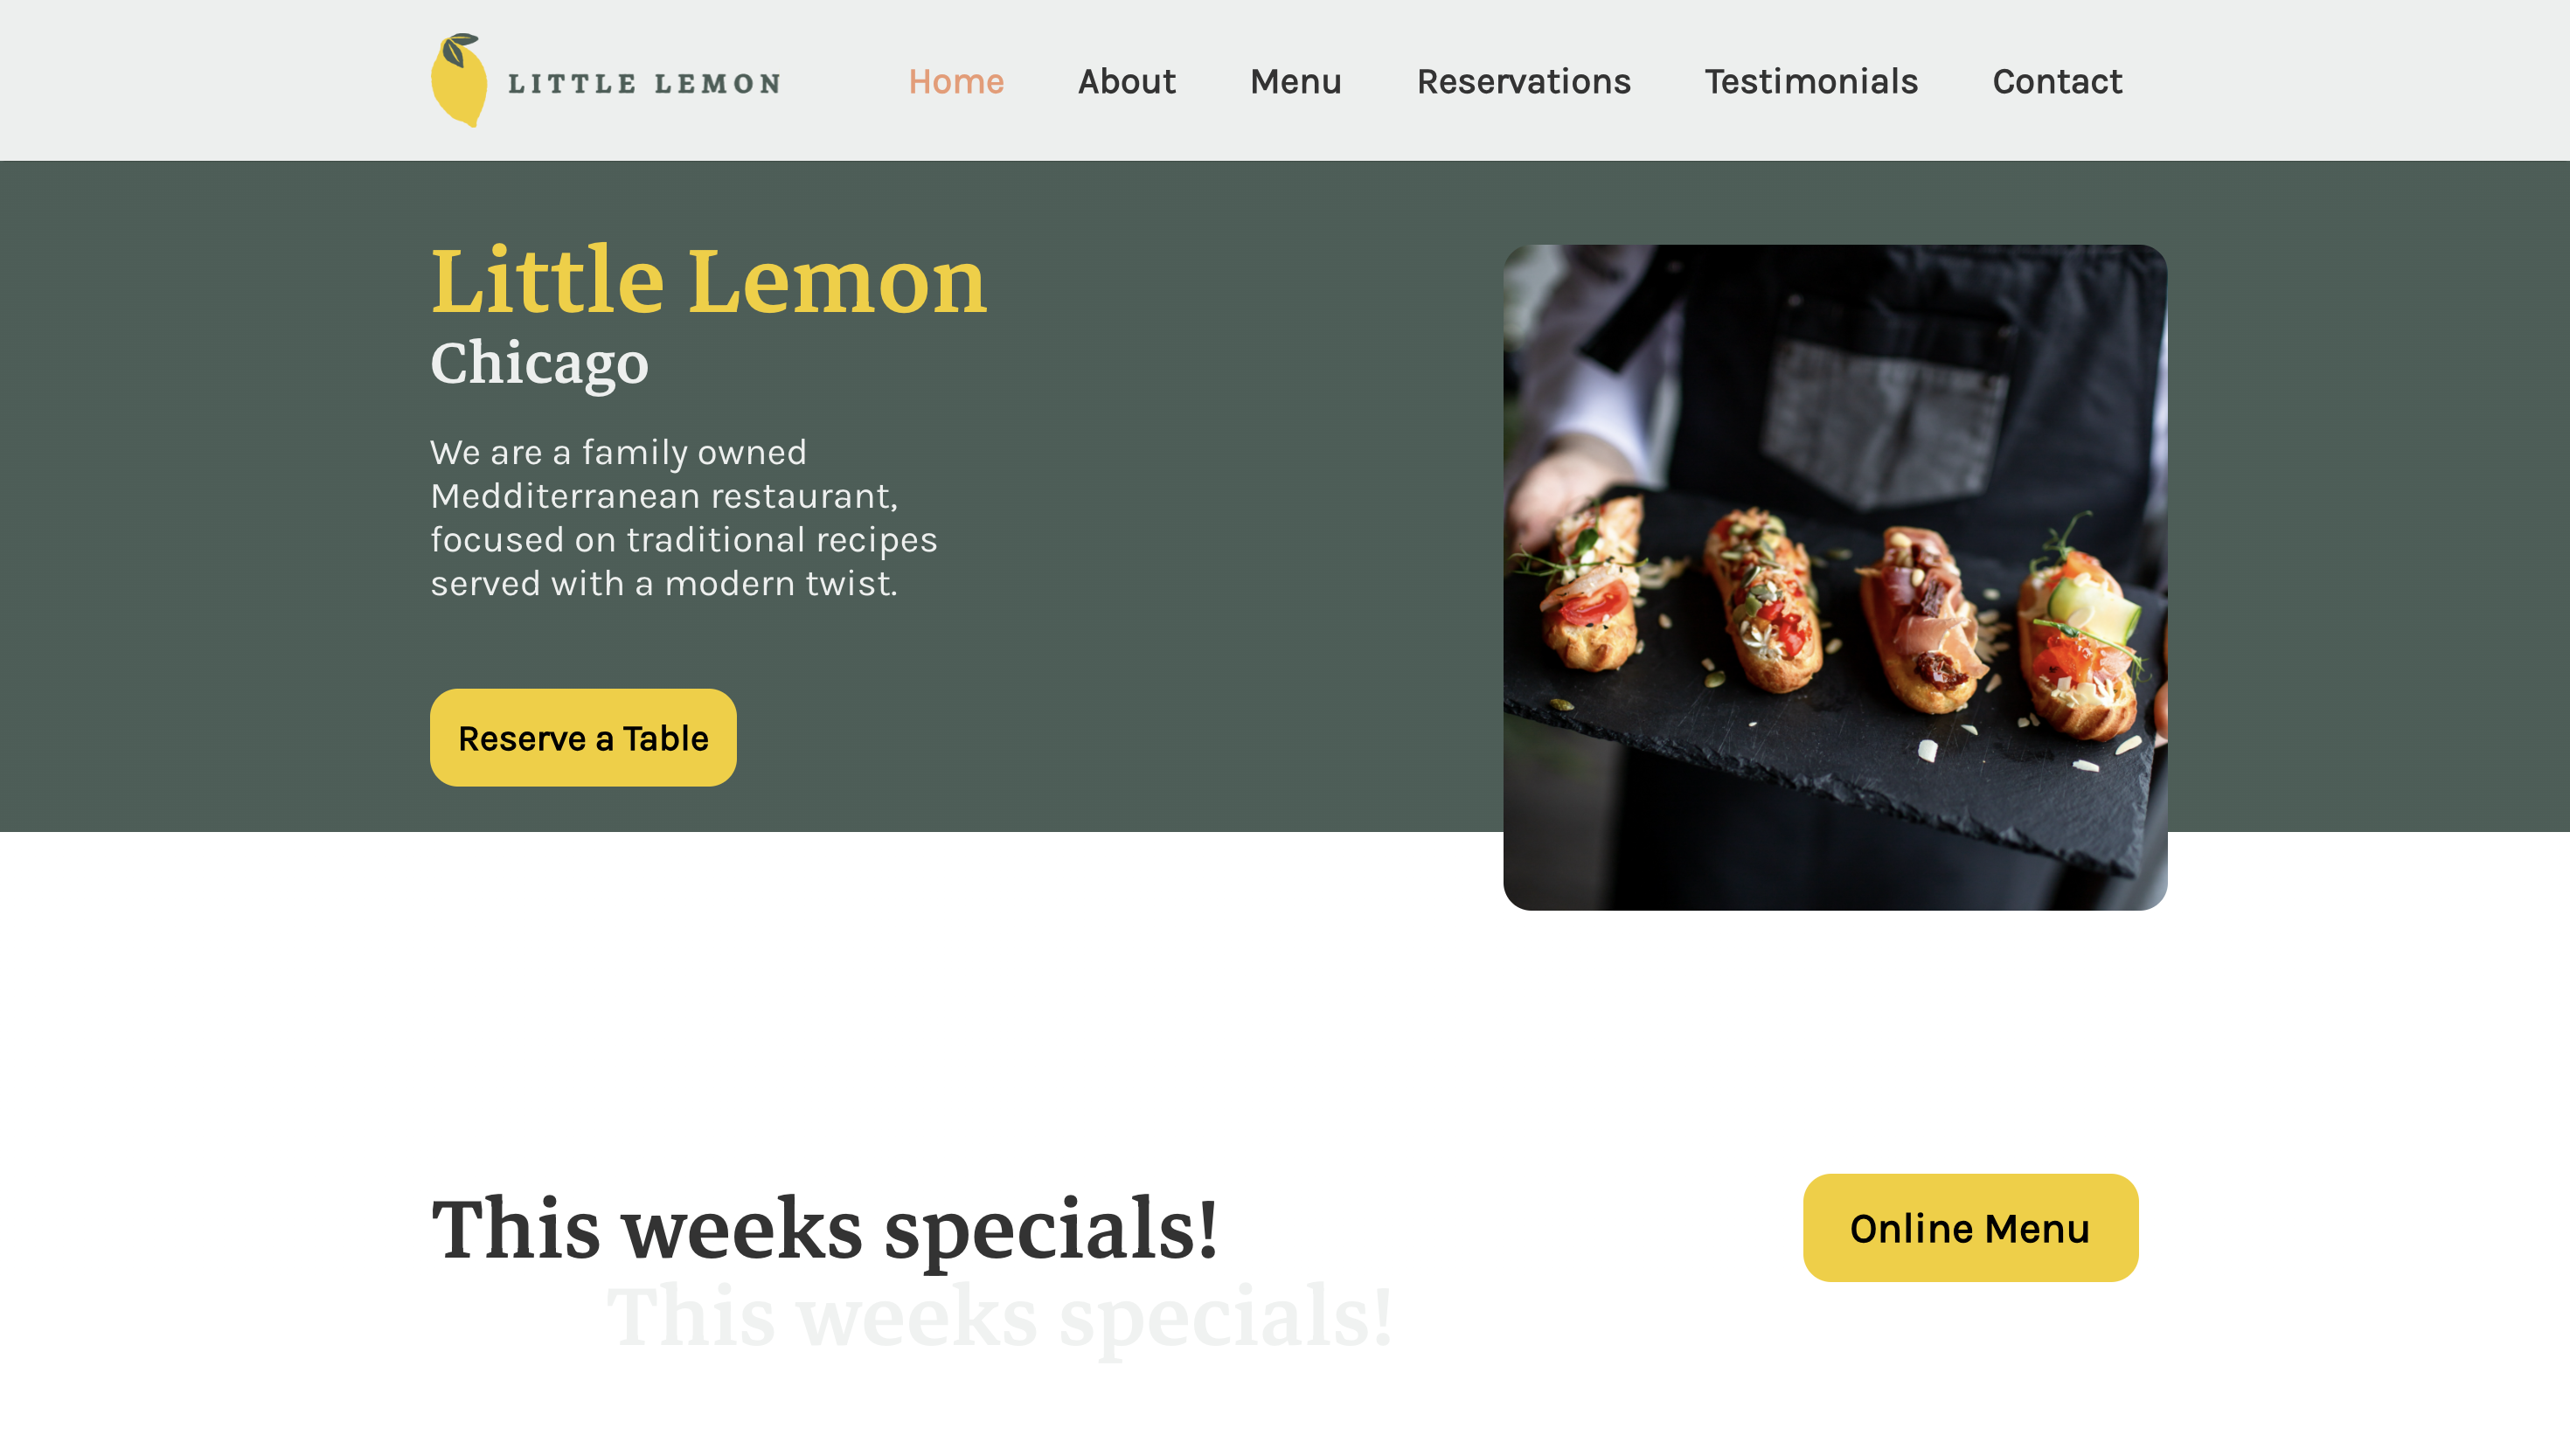 LITTLE LEMON
Home About Menu Reservations Testimonials Contact
Little Lemon
Chicago
We are a family owned
Medditerranean restaurant,
focused on traditional recipes
served with a modern twist.
Reserve a Table
This weeks specials!
Online Menu
This weeks specials!